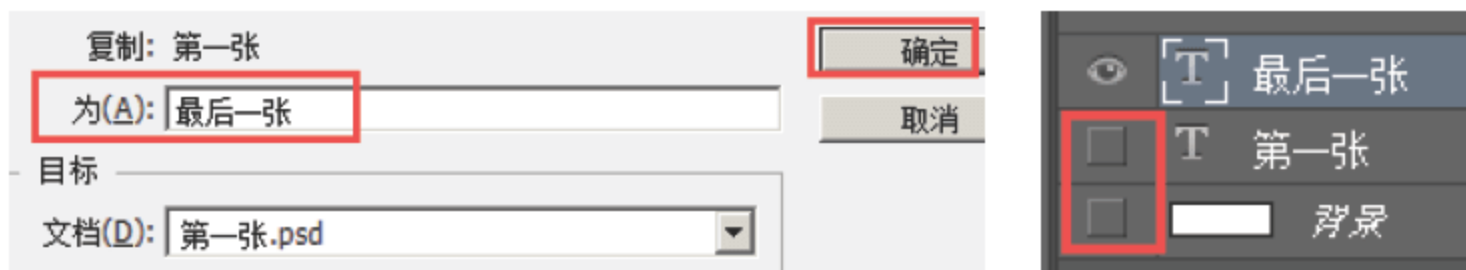 复制: 第一张
确定
为(A): 最后一张
取消
目标
文档(D): 第一张.psd
T 最后一张
T 第一张
背景